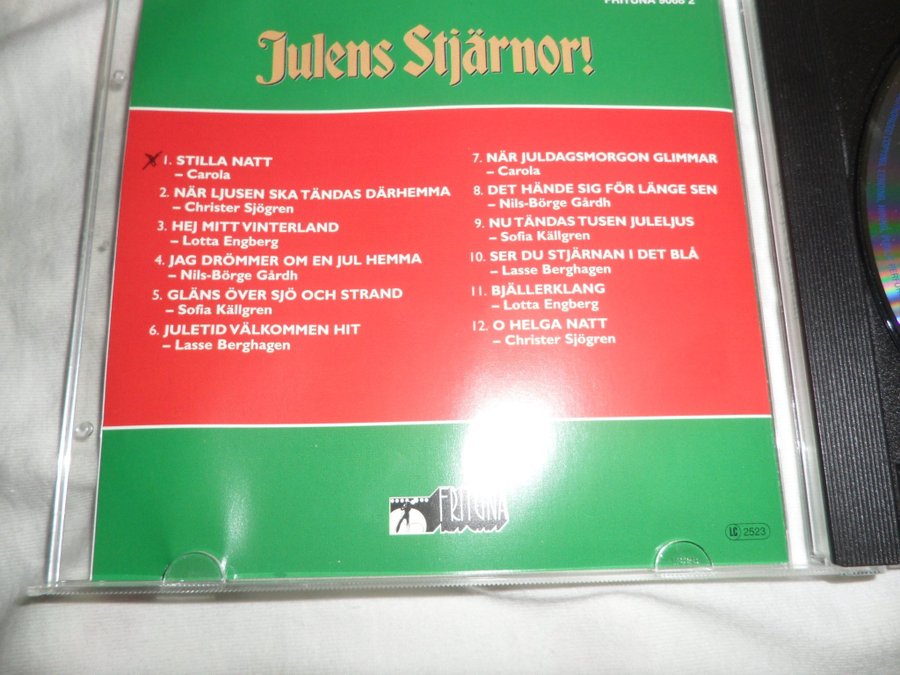 FRITUNA 9006 2
Julens Stjärnor!
1. STILLA NATT
– Carola
2. NÄR LJUSEN SKA TÄNDAS DÄRHEMMA
– Christer Sjögren
3. HEJ MITT VINTERLAND
– Lotta Engberg
4. JAG DRÖMMER OM EN JUL HEMMA
– Nils-Börge Gårdh
5. GLÄNS ÖVER SJÖ OCH STRAND
– Sofia Källgren
6. JULETID VÄLKOMMEN HIT
– Lasse Berghagen
7. NÄR JULDAGSMORGON GLIMMAR
– Carola
8. DET HÄNDE SIG FÖR LÄNGE SEN
– Nils-Börge Gårdh
9. NU TÄNDAS TUSEN JULELJUS
– Sofia Källgren
10. SER DU STJÄRNAN I DET BLÅ
– Lasse Berghagen
11. BJÄLLERKLANG
– Lotta Engberg
12. O HELGA NATT
– Christer Sjögren
FRITUNA
LC 2523